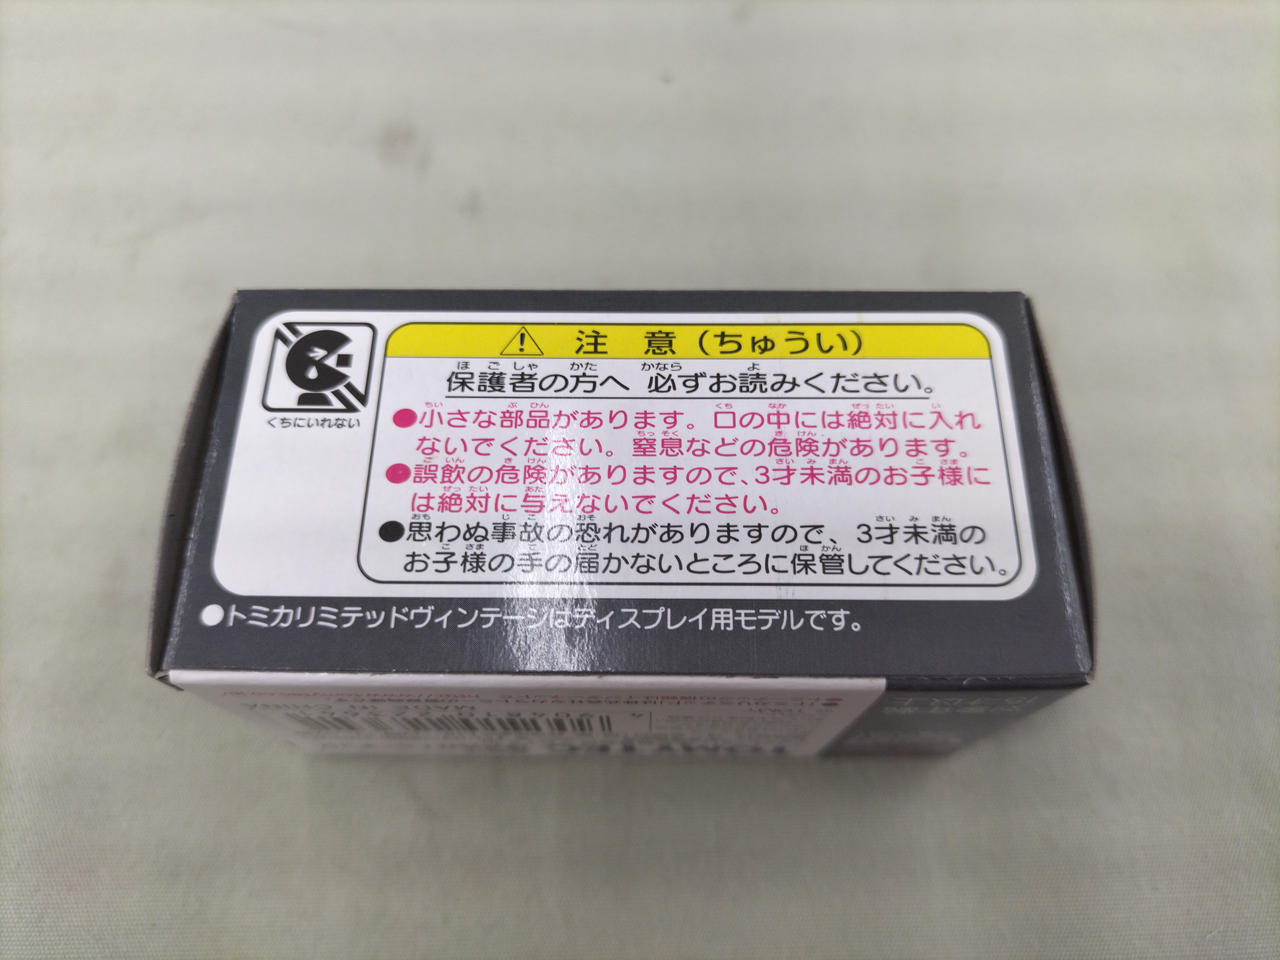 くちにいれない
注意（ちゅうい）
保護者の方へ 必ずお読みください。
●小さな部品があります。口の中には絶対に入れ
ないでください。窒息などの危険があります。
●誤飲の危険がありますので、3才未満のお子様に
は絶対に与えないでください。
●思わぬ事故の恐れがありますので、3才未満の
お子様の手の届かないところに保管してください。
●トミカリミテッドヴィンテージはディスプレイ用モデルです。
MADE IN CHINA
TOMYTEC